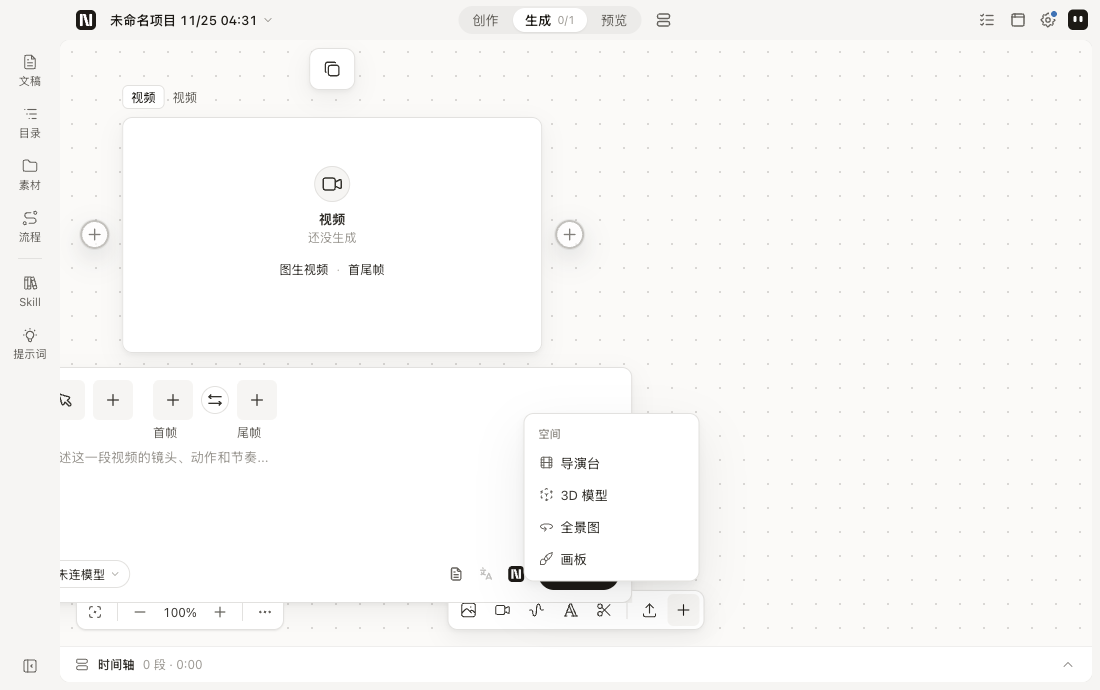 未命名项目 11/25 04:31
创作
生成 0/1
预览
文稿
目录
素材
流程
Skill
提示词
视频 视频
视频
还没生成
图生视频 · 首尾帧
首帧
尾帧
述这一段视频的镜头、动作和节奏...
未连模型
空间
导演台
3D 模型
全景图
画板
100%
时间轴 0 段 · 0:00